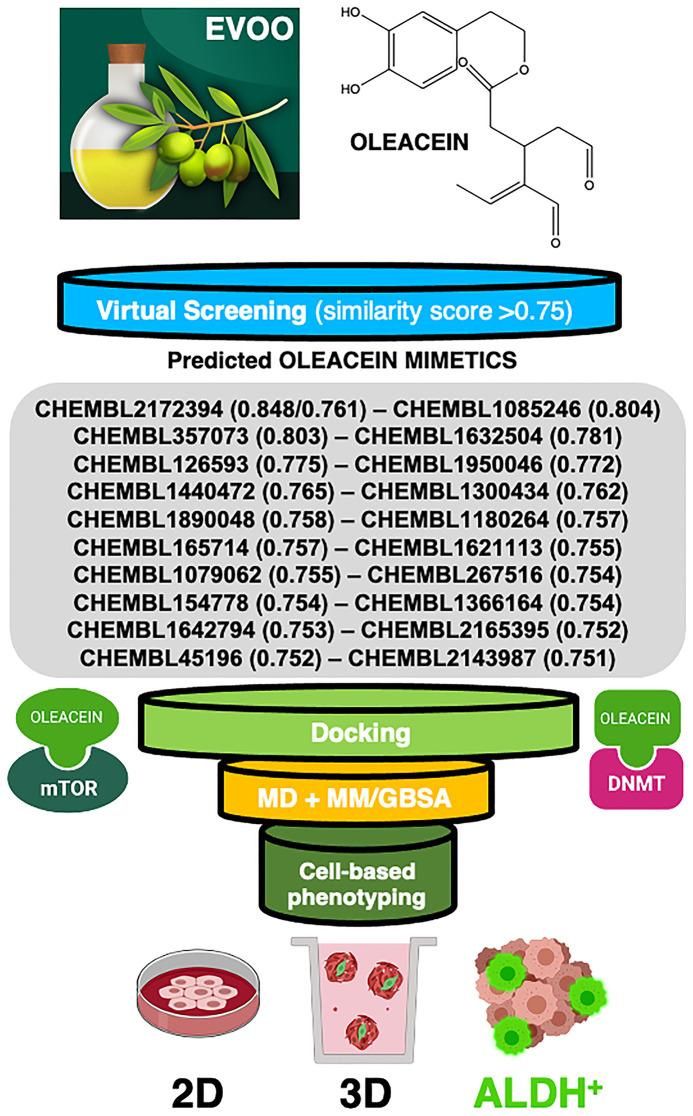 EVOO
HO
HO
O
O
O
O
OLEACEIN
Virtual Screening (similarity score >0.75)
Predicted OLEACEIN MIMETICS
CHEMBL2172394 (0.848/0.761) – CHEMBL1085246 (0.804)
CHEMBL357073 (0.803) – CHEMBL1632504 (0.781)
CHEMBL126593 (0.775) – CHEMBL1950046 (0.772)
CHEMBL1440472 (0.765) – CHEMBL1300434 (0.762)
CHEMBL1890048 (0.758) – CHEMBL1180264 (0.757)
CHEMBL165714 (0.757) – CHEMBL1621113 (0.755)
CHEMBL1079062 (0.755) – CHEMBL267516 (0.754)
CHEMBL154778 (0.754) – CHEMBL1366164 (0.754)
CHEMBL1642794 (0.753) – CHEMBL2165395 (0.752)
CHEMBL45196 (0.752) – CHEMBL2143987 (0.751)
OLEACEIN
mTOR
Docking
OLEACEIN
DNMT
MD + MM/GBSA
Cell-based
phenotyping
2D
3D
ALDH⁺